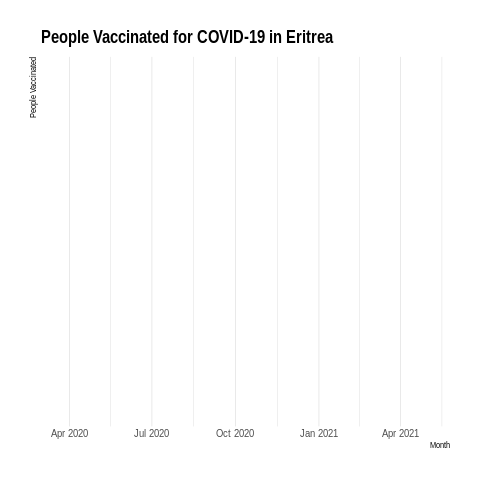 People Vaccinated for COVID-19 in Eritrea
People Vaccinated
Apr 2020
Jul 2020
Oct 2020
Jan 2021
Apr 2021
Month